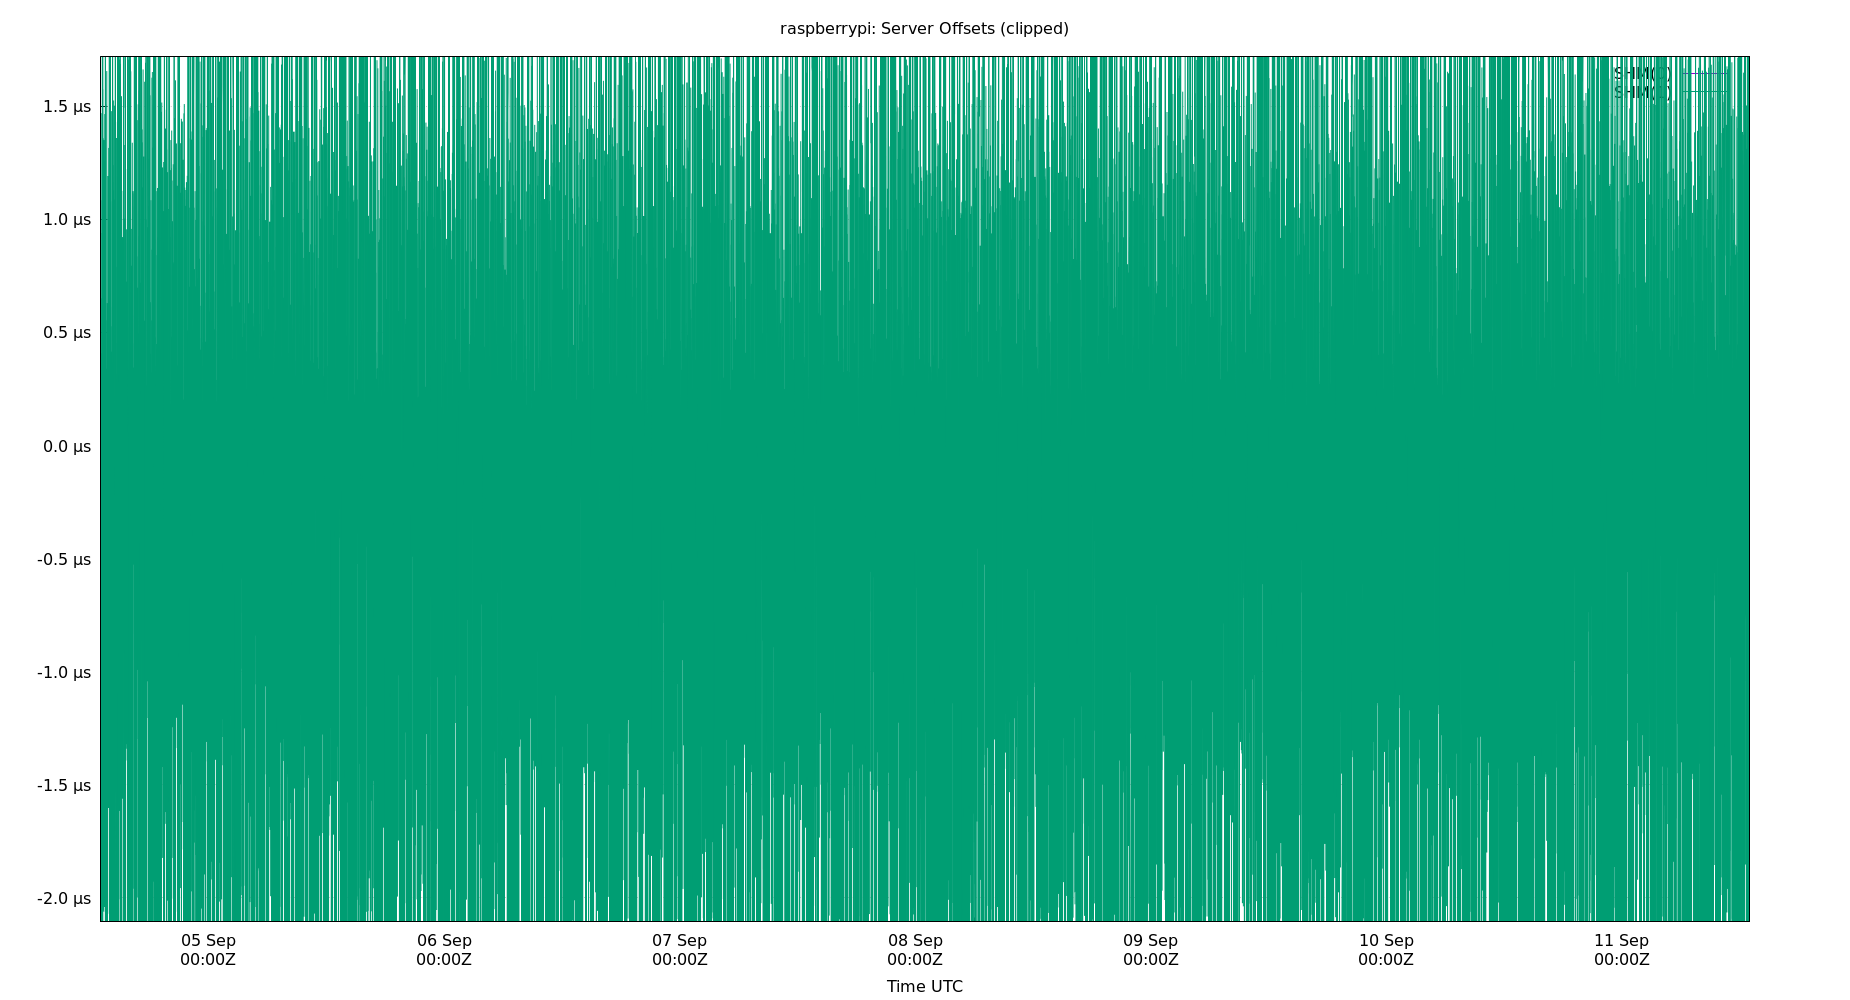 raspberrypi: Server Offsets (clipped)
1.5 µs
1.0 µs
0.5 µs
0.0 µs
-0.5 µs
-1.0 µs
-1.5 µs
-2.0 µs
05 Sep 00:00Z
06 Sep 00:00Z
07 Sep 00:00Z
08 Sep 00:00Z
09 Sep 00:00Z
10 Sep 00:00Z
11 Sep 00:00Z
Time UTC